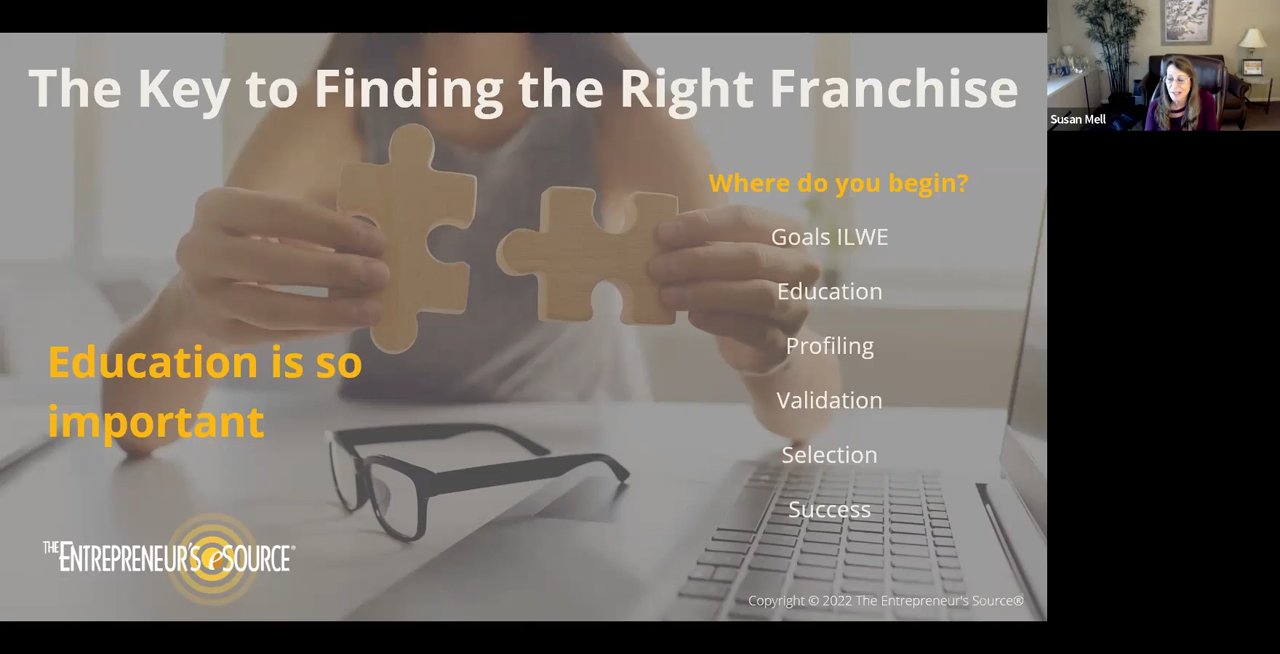 The Key to Finding the Right Franchise
Susan Mell
Where do you begin?
Goals ILWE
Education
Profiling
Validation
Selection
Success
Education is so
important
THE ENTREPRENEUR'S eSOURCE®
Copyright © 2022 The Entrepreneur's Source®